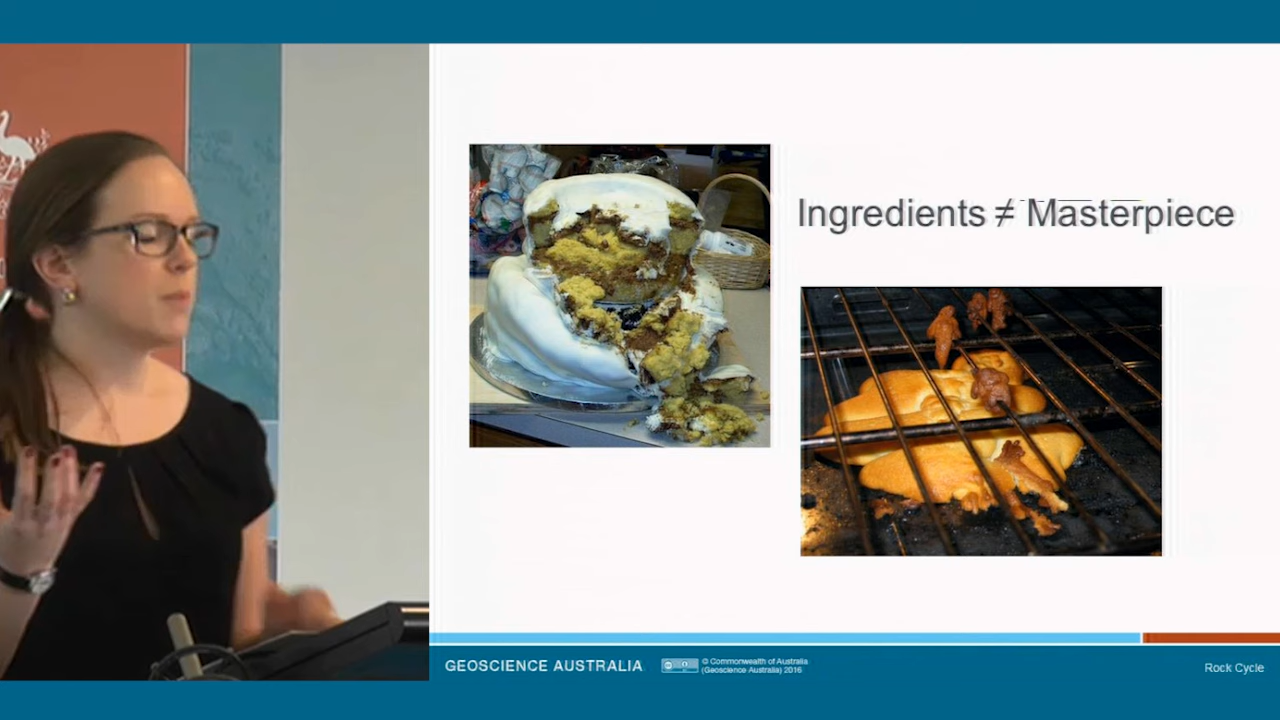 Ingredients ≠ Masterpiece
GEOSCIENCE AUSTRALIA
© Commonwealth of Australia
(Geoscience Australia) 2016
Rock Cycle